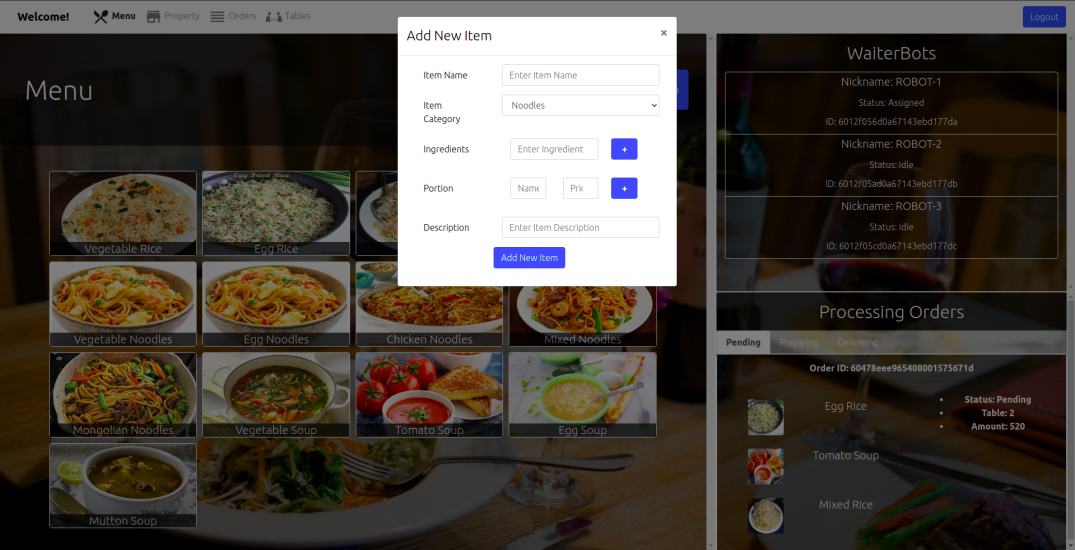 Welcome!
Menu
Property
Orders
Tables
Logout
Add New Item
×
Item Name
Enter Item Name
Item
Category
Noodles
Ingredients
Enter Ingredient
+
Portion
Name
Pric
+
Description
Enter Item Description
Add New Item
Menu
Egg Fried Rice
Vegetable Rice
Egg Rice
Vegetable Noodles
Egg Noodles
Chicken Noodles
Mixed Noodles
Mongolian Noodles
Vegetable Soup
Tomato Soup
Egg Soup
Mutton Soup
WaiterBots
Nickname: ROBOT-1
Status: Assigned
ID: 6012f056d0a67143ebd177da
Nickname: ROBOT-2
Status: Idle
ID: 6012f05ad0a67143ebd177db
Nickname: ROBOT-3
Status: Idle
ID: 6012f05cd0a67143ebd177dc
Processing Orders
Pending
Preparing
Delivering
Order ID: 60478eee965408001575671d
Egg Rice
Tomato Soup
Mixed Rice
• Status: Pending
• Table: 2
• Amount: 520